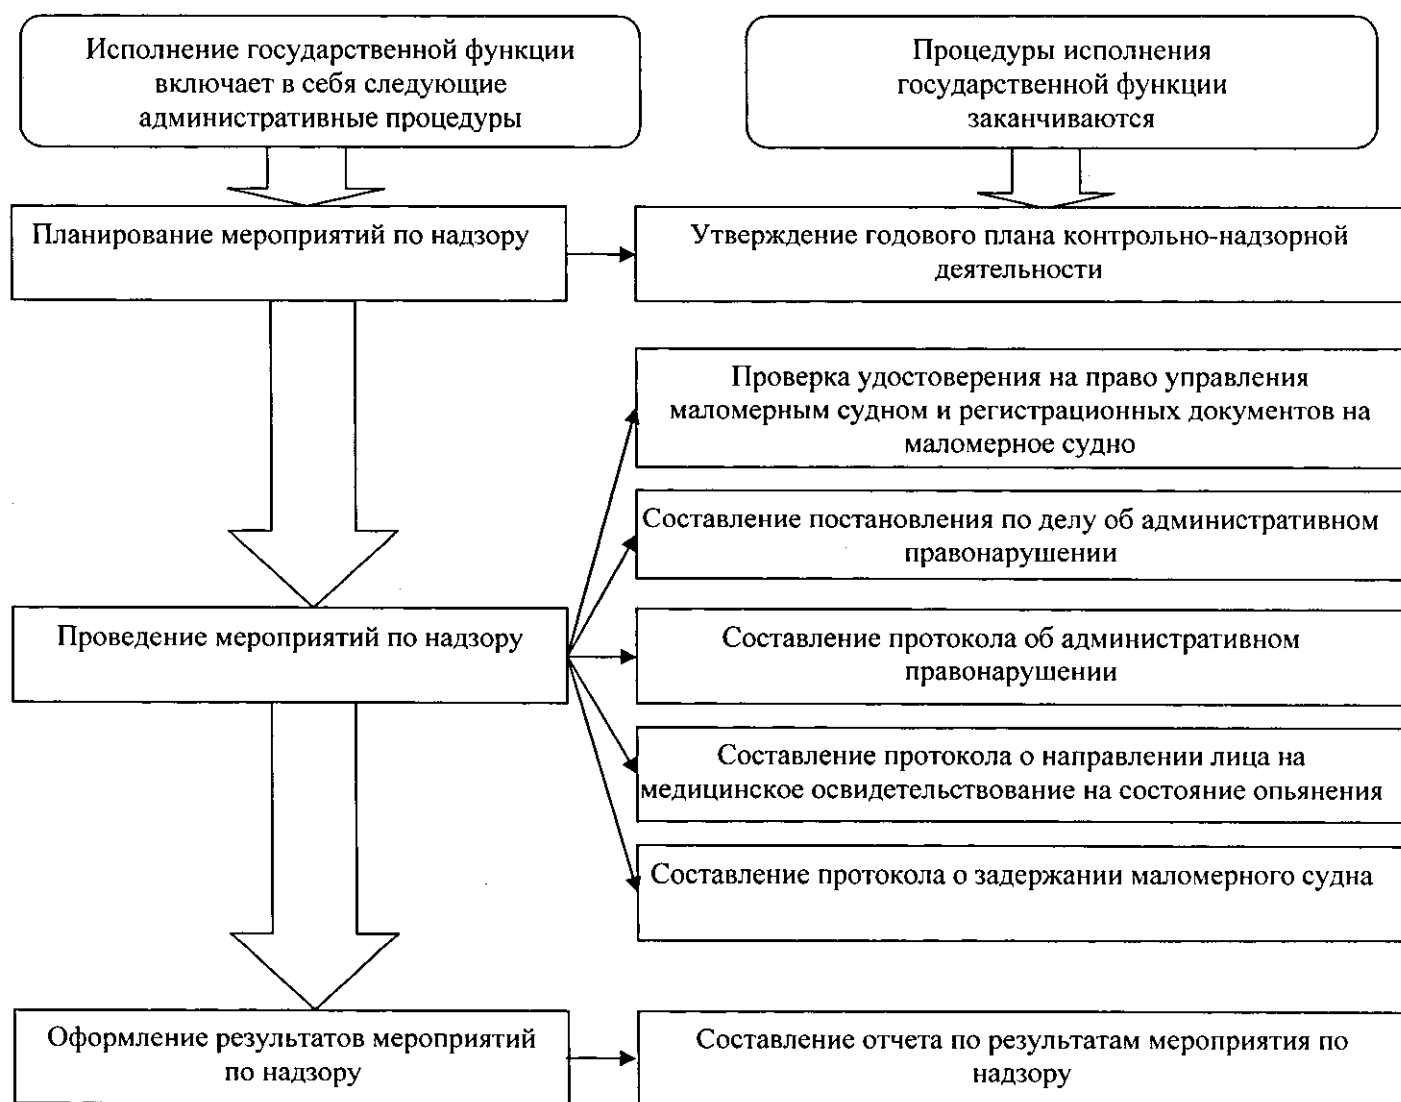 Исполнение государственной функции
включает в себя следующие
административные процедуры
Процедуры исполнения
государственной функции
заканчиваются
Планирование мероприятий по надзору
Утверждение годового плана контрольно-надзорной
деятельности
Проверка удостоверения на право управления
маломерным судном и регистрационных документов на
маломерное судно
Составление постановления по делу об административном
правонарушении
Проведение мероприятий по надзору
Составление протокола об административном
правонарушении
Составление протокола о направлении лица на
медицинское освидетельствование на состояние опьянения
Составление протокола о задержании маломерного судна
Оформление результатов мероприятий
по надзору
Составление отчета по результатам мероприятия по
надзору